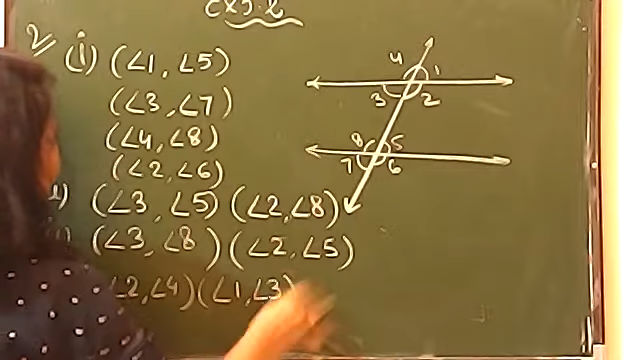 Ex 5.2
2
(i) (∠1, ∠5)
(∠3, ∠7)
(∠4, ∠8)
(∠2, ∠6)
) (∠3, ∠5) (∠2, ∠8)
) (∠3, ∠8) (∠2, ∠5)
∠2, ∠4) (∠1, ∠3)
4 1
3 2
8 5
7 6